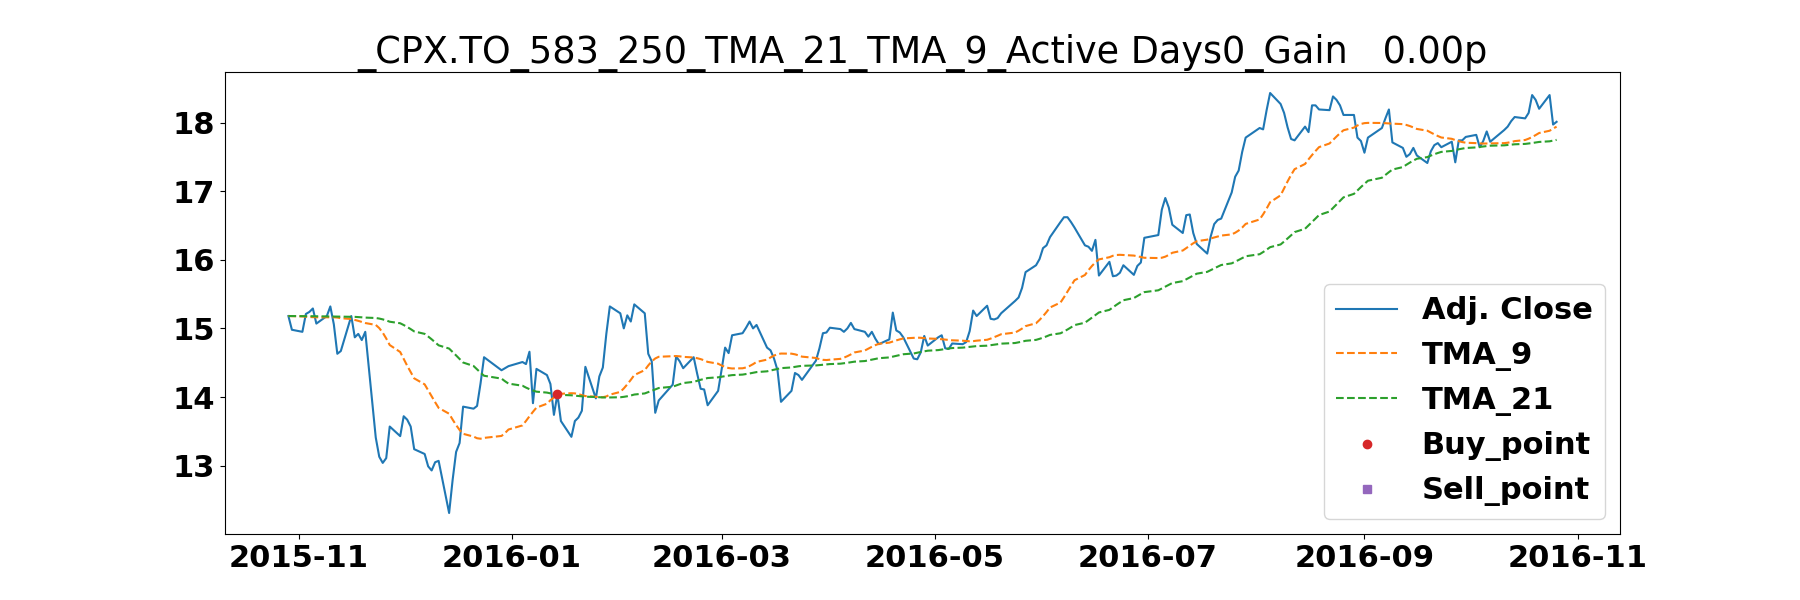 _CPX.TO_583_250_TMA_21_TMA_9_Active Days0_Gain   0.00p
18
17
16
15
14
13
Adj. Close
TMA_9
TMA_21
Buy_point
Sell_point
2015-11 2016-01 2016-03 2016-05 2016-07 2016-09 2016-11